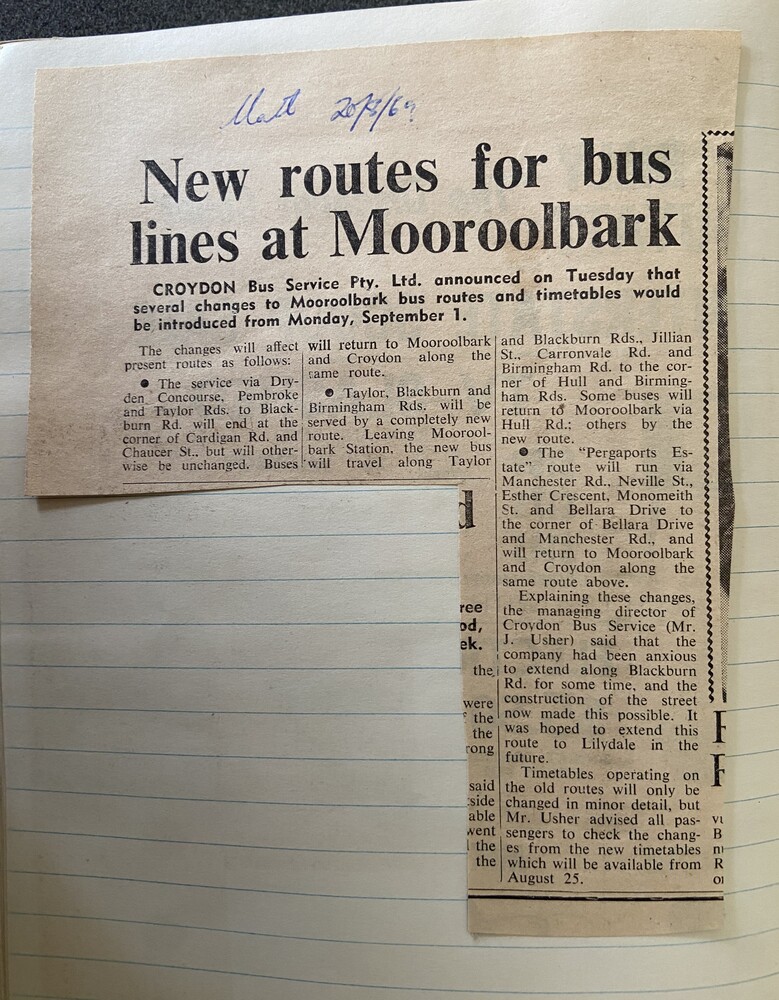 20/8/69
New routes for bus
lines at Mooroolbark
CROYDON Bus Service Pty. Ltd. announced on Tuesday that
several changes to Mooroolbark bus routes and timetables would
be introduced from Monday, September 1.
The changes will affect
present routes as follows:
● The service via Dry-
den Concourse, Pembroke
and Taylor Rds. to Black-
burn Rd. will end at the
corner of Cardigan Rd. and
Chaucer St., but will other-
wise be unchanged. Buses
will return to Mooroolbark
and Croydon along the
same route.
● Taylor, Blackburn and
Birmingham Rds. will be
served by a completely new
route. Leaving Moorool-
bark Station, the new bus
will travel along Taylor
and Blackburn Rds., Jillian
St., Carronvale Rd. and
Birmingham Rd. to the cor-
ner of Hull and Birming-
ham Rds. Some buses will
return to Mooroolbark via
Hull Rd.; others by the
new route.
● The "Pergaports Es-
tate" route will run via
Manchester Rd., Neville St.,
Esther Crescent, Monomeith
St. and Bellara Drive to
the corner of Bellara Drive
and Manchester Rd., and
will return to Mooroolbark
and Croydon along the
same route above.
Explaining these changes,
the managing director of
Croydon Bus Service (Mr.
J. Usher) said that the
company had been anxious
to extend along Blackburn
Rd. for some time, and the
construction of the street
now made this possible. It
was hoped to extend this
route to Lilydale in the
future.
Timetables operating on
the old routes will only be
changed in minor detail, but
Mr. Usher advised all pas-
sengers to check the chang-
es from the new timetables
which will be available from
August 25.
d
ree
od,
ek.
the
were
the
the
rong
said
side
able
went
the
the